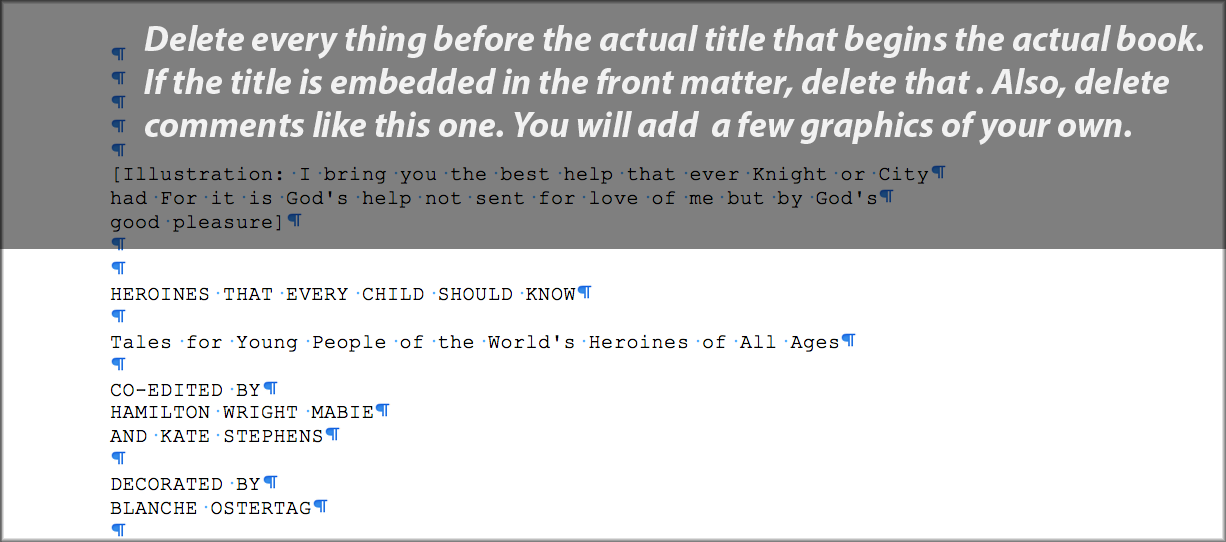 Delete every thing before the actual title that begins the actual book.
If the title is embedded in the front matter, delete that . Also, delete
comments like this one. You will add  a few graphics of your own.
¶
¶
¶
¶
¶
[Illustration:·I·bring·you·the·best·help·that·ever·Knight·or·City¶
had·For·it·is·God's·help·not·sent·for·love·of·me·but·by·God's¶
good·pleasure]¶
¶
¶
HEROINES·THAT·EVERY·CHILD·SHOULD·KNOW¶
¶
Tales·for·Young·People·of·the·World's·Heroines·of·All·Ages¶
¶
CO-EDITED·BY¶
HAMILTON·WRIGHT·MABIE¶
AND·KATE·STEPHENS¶
¶
DECORATED·BY¶
BLANCHE·OSTERTAG¶
¶